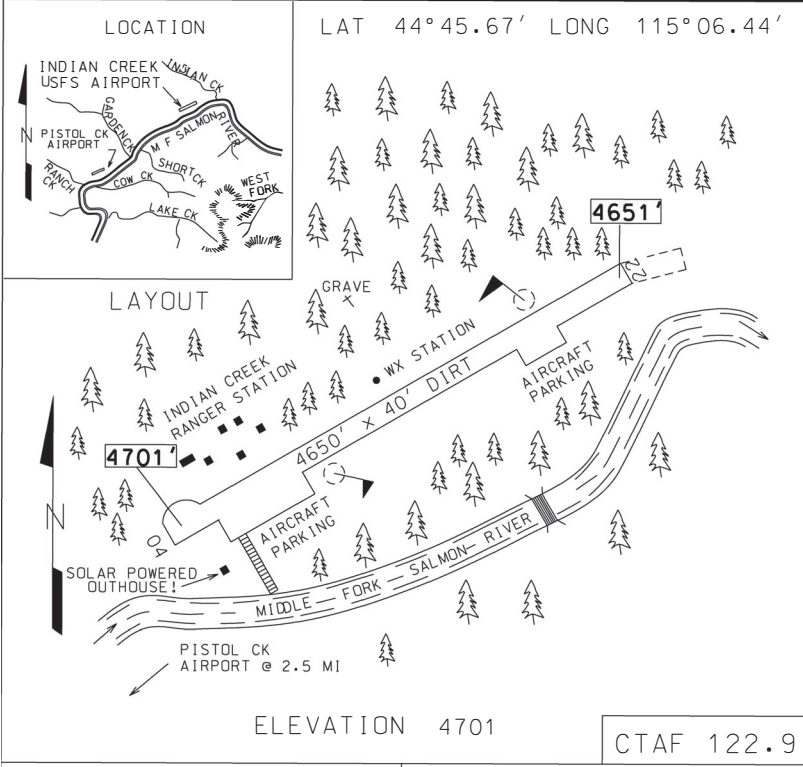 LOCATION
LAT 44°45.67' LONG 115°06.44'
INDIAN CREEK
USFS AIRPORT
INDIAN CK
GARDEN CK
N
PISTOL CK
AIRPORT
M F SALMON
RIVER
RANCH
CK
COW CK
SHORT CK
WEST
FORK
LAKE CK
4651'
22
LAYOUT
GRAVE
WX STATION
INDIAN CREEK
RANGER STATION
4650' X 40' DIRT
AIRCRAFT
PARKING
4701'
N
04
AIRCRAFT
PARKING
SOLAR POWERED
OUTHOUSE!
MIDDLE FORK SALMON RIVER
PISTOL CK
AIRPORT @ 2.5 MI
ELEVATION 4701
CTAF 122.9